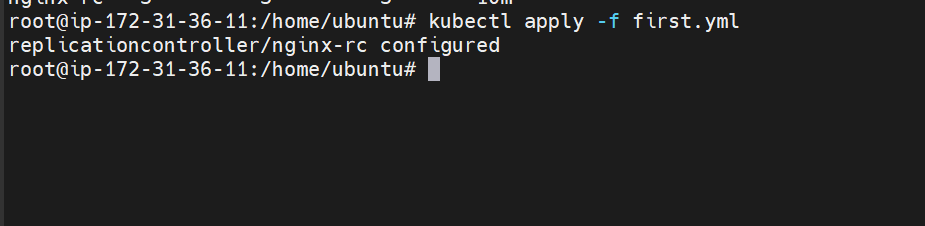 root@ip-172-31-36-11:/home/ubuntu# kubectl apply -f first.yml
replicationcontroller/nginx-rc configured
root@ip-172-31-36-11:/home/ubuntu#